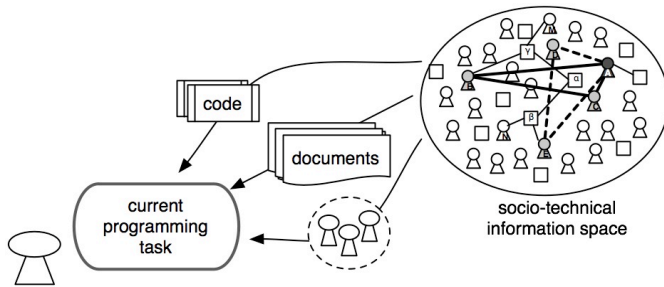 code
documents
current
programming
task
γ
α
β
socio-technical
information space